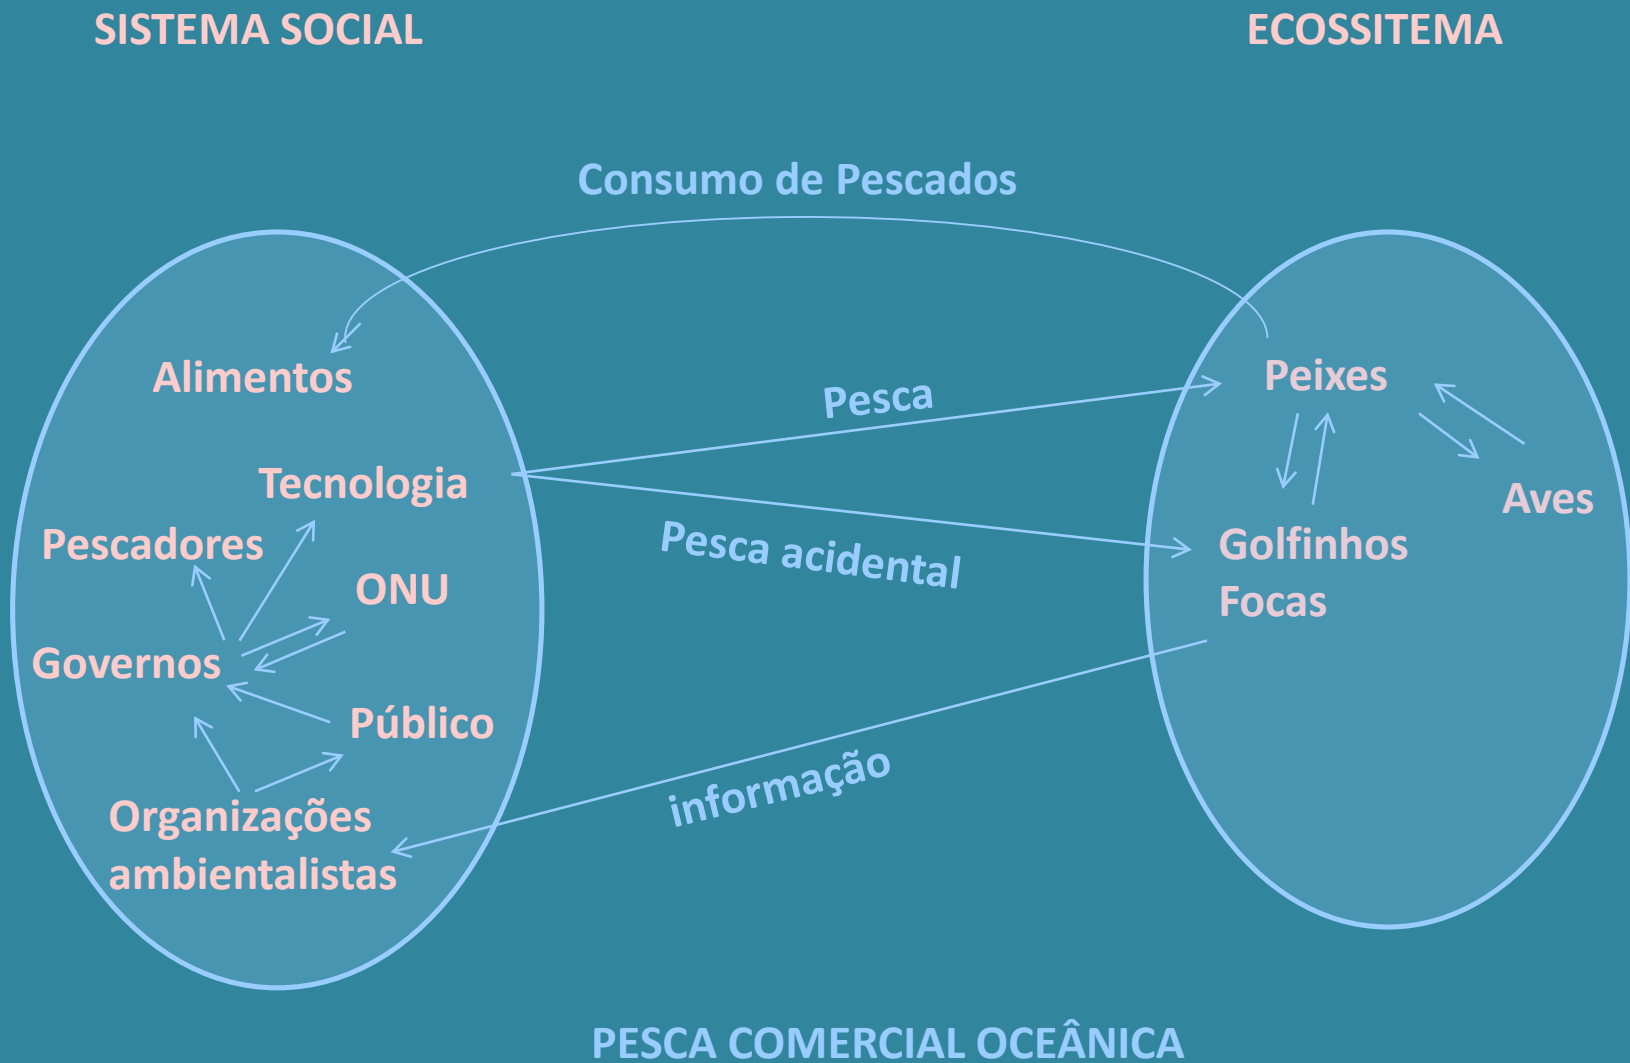 SISTEMA SOCIAL
ECOSSITEMA
Consumo de Pescados
Alimentos
Pesca
Peixes
Tecnologia
Aves
Pescadores
Pesca acidental
Golfinhos
Focas
ONU
Governos
Público
informação
Organizações
ambientalistas
PESCA COMERCIAL OCEÂNICA